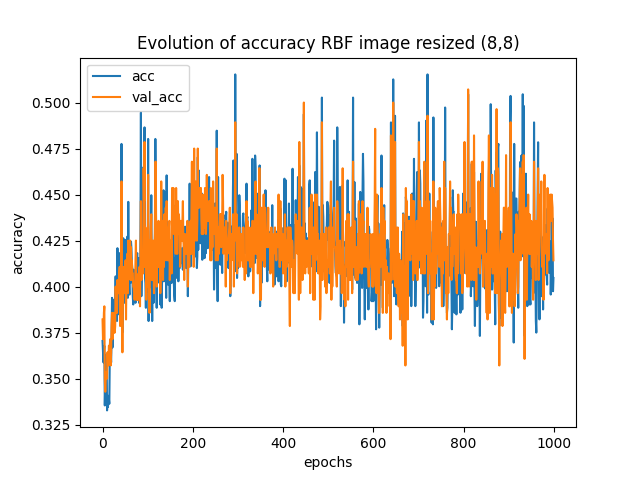 Evolution of accuracy RBF image resized (8,8)
acc
val_acc
0.500
0.475
0.450
0.425
0.400
0.375
0.350
0.325
accuracy
0 200 400 600 800 1000
epochs